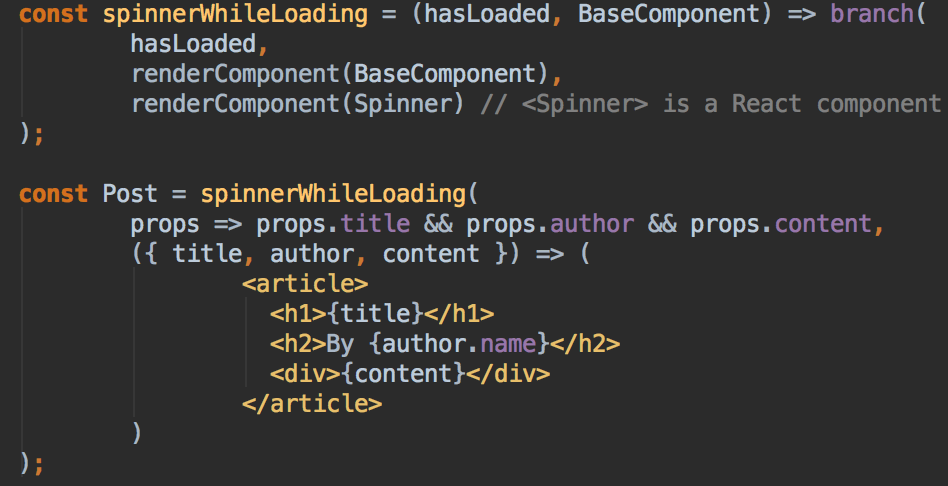 const spinnerWhileLoading = (hasLoaded, BaseComponent) => branch(
        hasLoaded,
        renderComponent(BaseComponent),
        renderComponent(Spinner) // <Spinner> is a React component
);

const Post = spinnerWhileLoading(
        props => props.title && props.author && props.content,
        ({ title, author, content }) => (
                <article>
                  <h1>{title}</h1>
                  <h2>By {author.name}</h2>
                  <div>{content}</div>
                </article>
        )
);